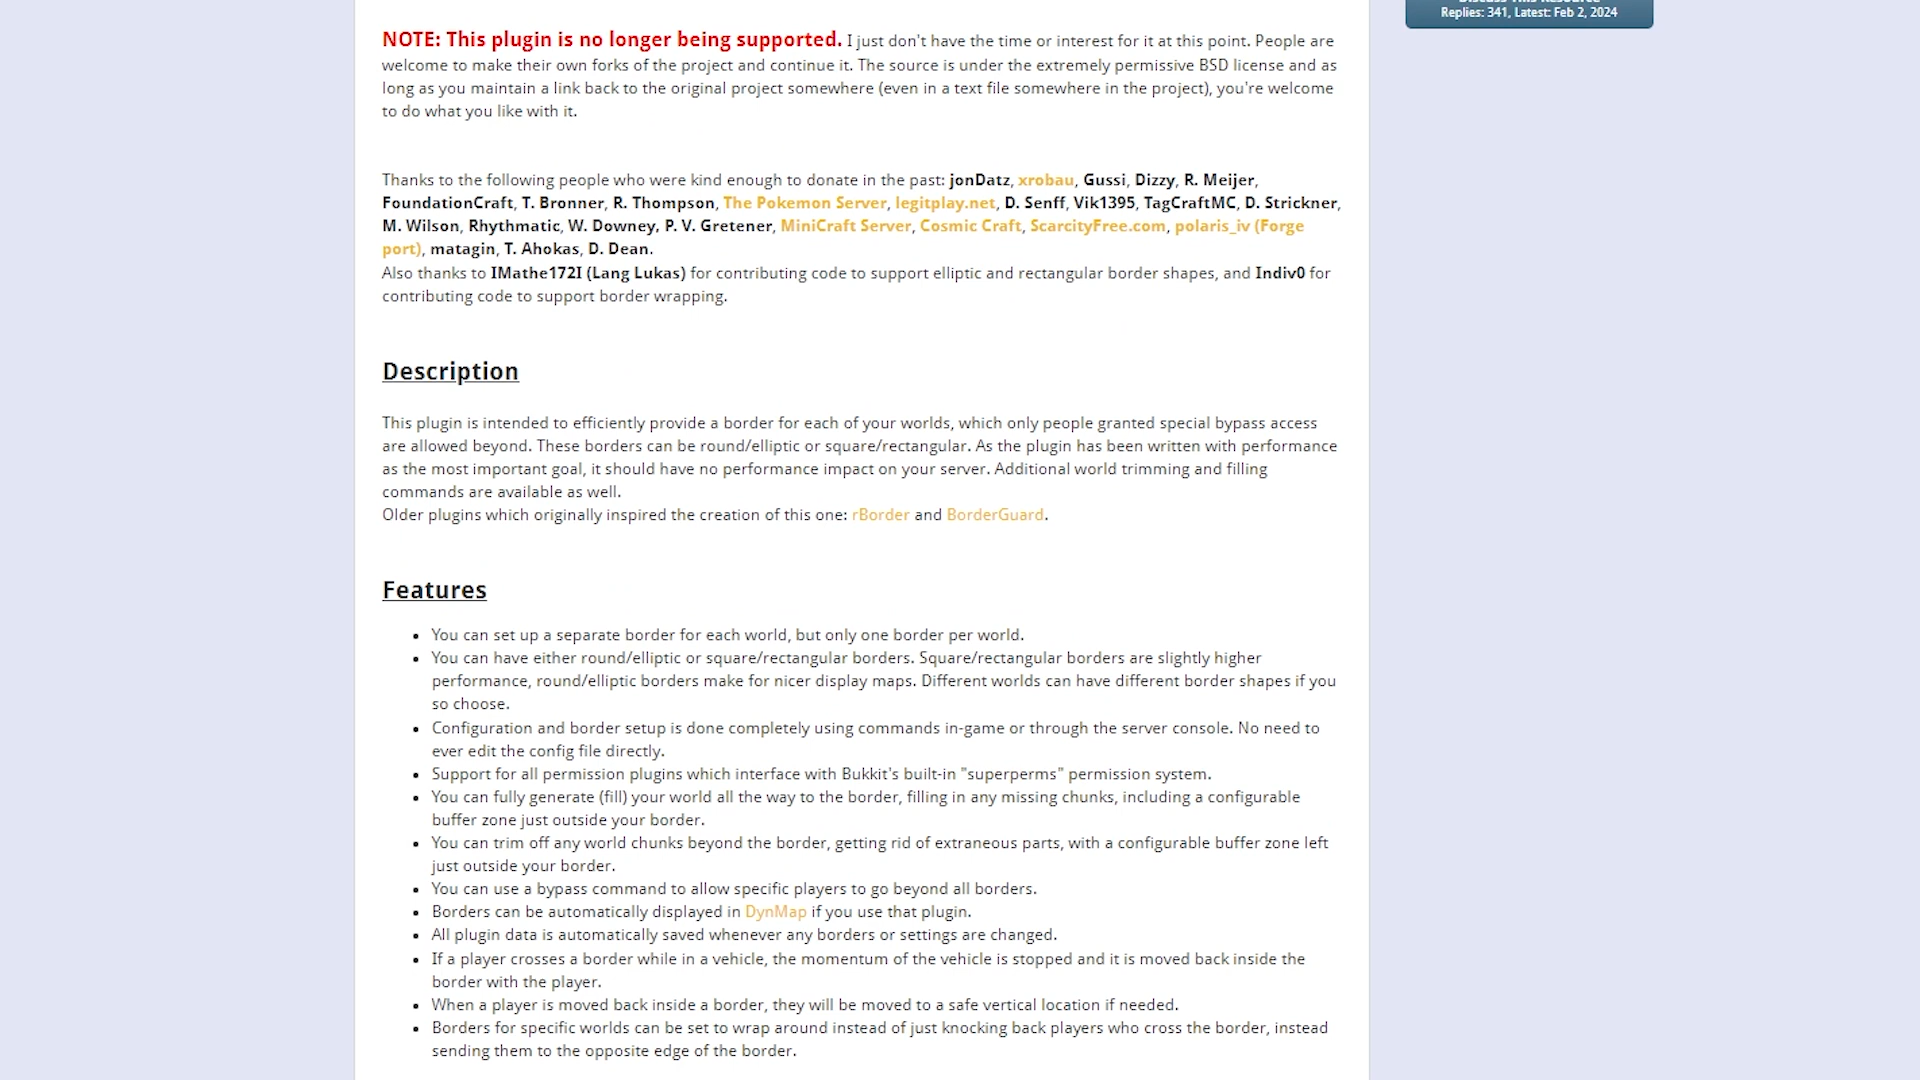 Discuss This Resource
Replies: 341, Latest: Feb 2, 2024
NOTE: This plugin is no longer being supported. I just don't have the time or interest for it at this point. People are
welcome to make their own forks of the project and continue it. The source is under the extremely permissive BSD license and as
long as you maintain a link back to the original project somewhere (even in a text file somewhere in the project), you're welcome
to do what you like with it.
Thanks to the following people who were kind enough to donate in the past: jonDatz, xrobau, Gussi, Dizzy, R. Meijer,
FoundationCraft, T. Bronner, R. Thompson, The Pokemon Server, legitplay.net, D. Senff, Vik1395, TagCraftMC, D. Strickner,
M. Wilson, Rhythmatic, W. Downey, P. V. Gretener, MiniCraft Server, Cosmic Craft, ScarcityFree.com, polaris_iv (Forge
port), matagin, T. Ahokas, D. Dean.
Also thanks to IMathe172I (Lang Lukas) for contributing code to support elliptic and rectangular border shapes, and Indiv0 for
contributing code to support border wrapping.
Description
This plugin is intended to efficiently provide a border for each of your worlds, which only people granted special bypass access
are allowed beyond. These borders can be round/elliptic or square/rectangular. As the plugin has been written with performance
as the most important goal, it should have no performance impact on your server. Additional world trimming and filling
commands are available as well.
Older plugins which originally inspired the creation of this one: rBorder and BorderGuard.
Features
• You can set up a separate border for each world, but only one border per world.
• You can have either round/elliptic or square/rectangular borders. Square/rectangular borders are slightly higher
performance, round/elliptic borders make for nicer display maps. Different worlds can have different border shapes if you
so choose.
• Configuration and border setup is done completely using commands in-game or through the server console. No need to
ever edit the config file directly.
• Support for all permission plugins which interface with Bukkit's built-in "superperms" permission system.
• You can fully generate (fill) your world all the way to the border, filling in any missing chunks, including a configurable
buffer zone just outside your border.
• You can trim off any world chunks beyond the border, getting rid of extraneous parts, with a configurable buffer zone left
just outside your border.
• You can use a bypass command to allow specific players to go beyond all borders.
• Borders can be automatically displayed in DynMap if you use that plugin.
• All plugin data is automatically saved whenever any borders or settings are changed.
• If a player crosses a border while in a vehicle, the momentum of the vehicle is stopped and it is moved back inside the
border with the player.
• When a player is moved back inside a border, they will be moved to a safe vertical location if needed.
• Borders for specific worlds can be set to wrap around instead of just knocking back players who cross the border, instead
sending them to the opposite edge of the border.